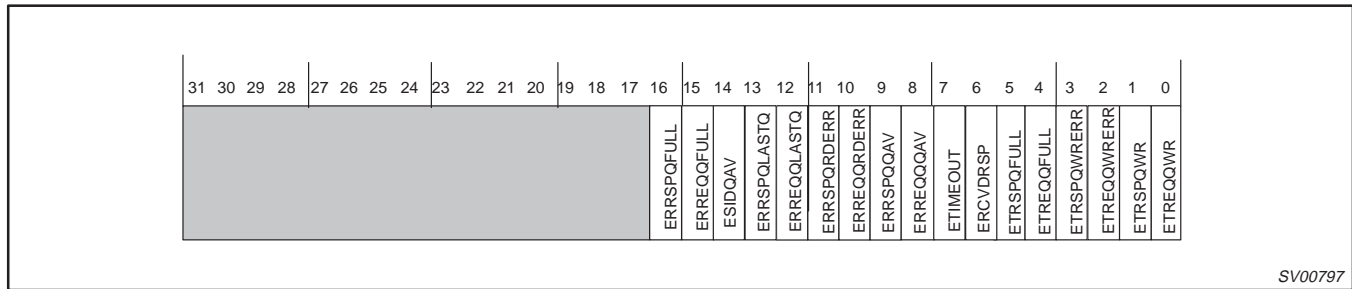 31 30 29 28 27 26 25 24 23 22 21 20 19 18 17 16 15 14 13 12 11 10 9 8 7 6 5 4 3 2 1 0
ERRSPQFULL
ERREQQFULL
ESIDQAV
ERRSPQLASTQ
ERREQQLASTQ
ERRSPQRDERR
ERREQQRDERR
ERRSPQQAV
ERREQQQAV
ETIMEOUT
ERCVDRSP
ETRSPQFULL
ETREQQFULL
ETRSPQWRERR
ETREQQWRERR
ETRSPQWR
ETREQQWR
SV00797